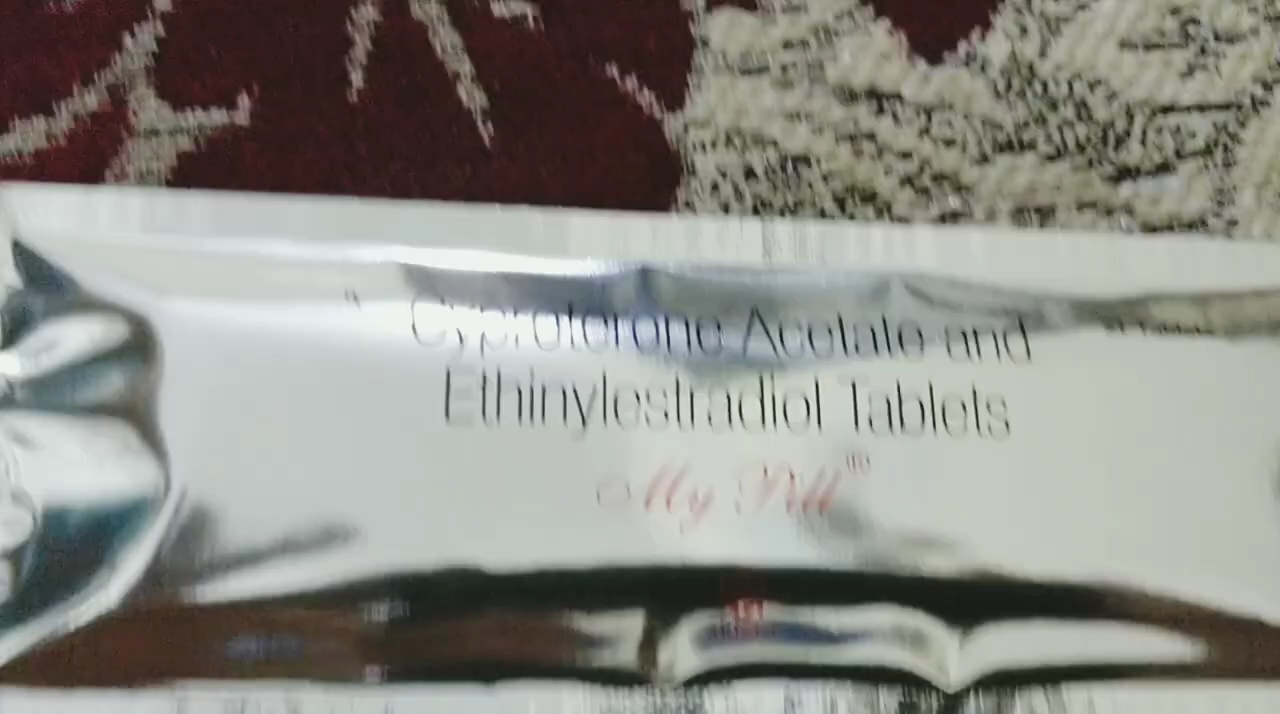 Cyproterone Acetate and
Ethinylestradiol Tablets
My Pill®